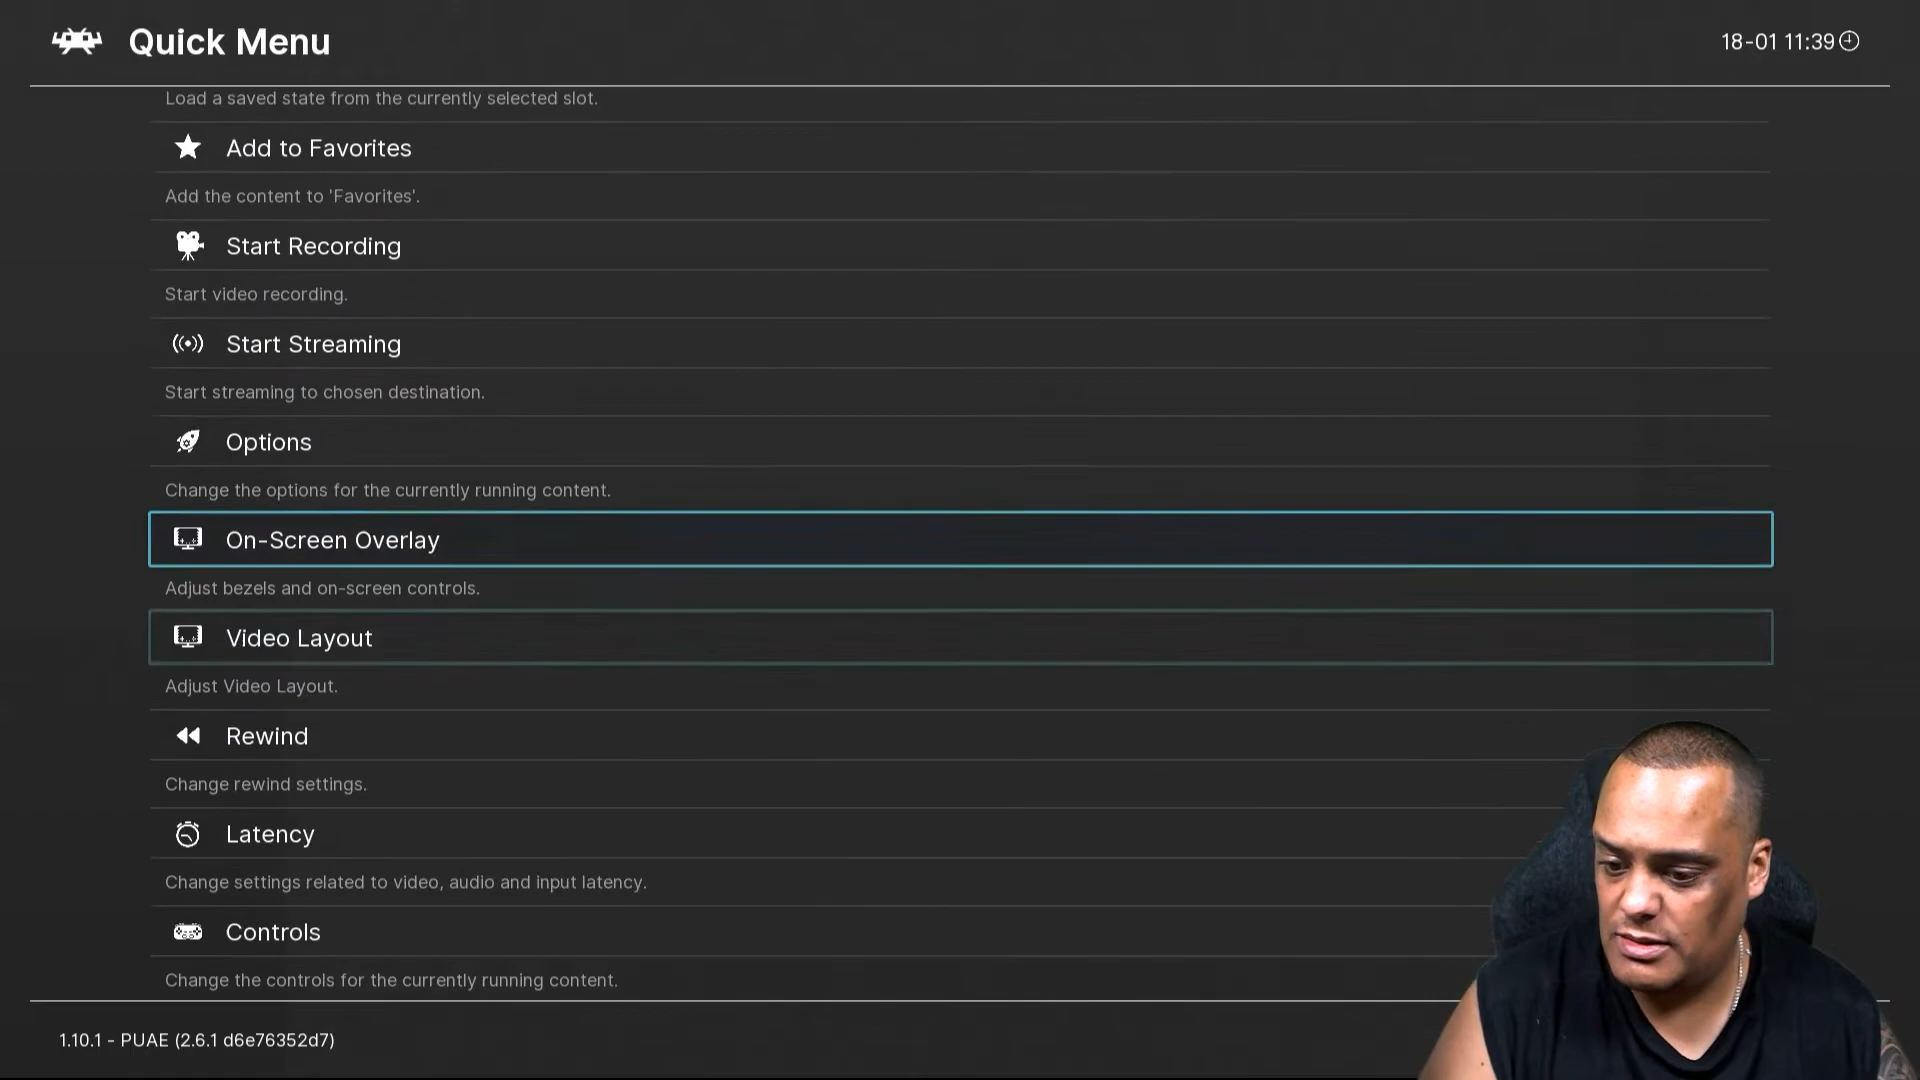 Quick Menu
18-01 11:39
Load a saved state from the currently selected slot.
Add to Favorites
Add the content to 'Favorites'.
Start Recording
Start video recording.
Start Streaming
Start streaming to chosen destination.
Options
Change the options for the currently running content.
On-Screen Overlay
Adjust bezels and on-screen controls.
Video Layout
Adjust Video Layout.
Rewind
Change rewind settings.
Latency
Change settings related to video, audio and input latency.
Controls
Change the controls for the currently running content.
1.10.1 - PUAE (2.6.1 d6e76352d7)